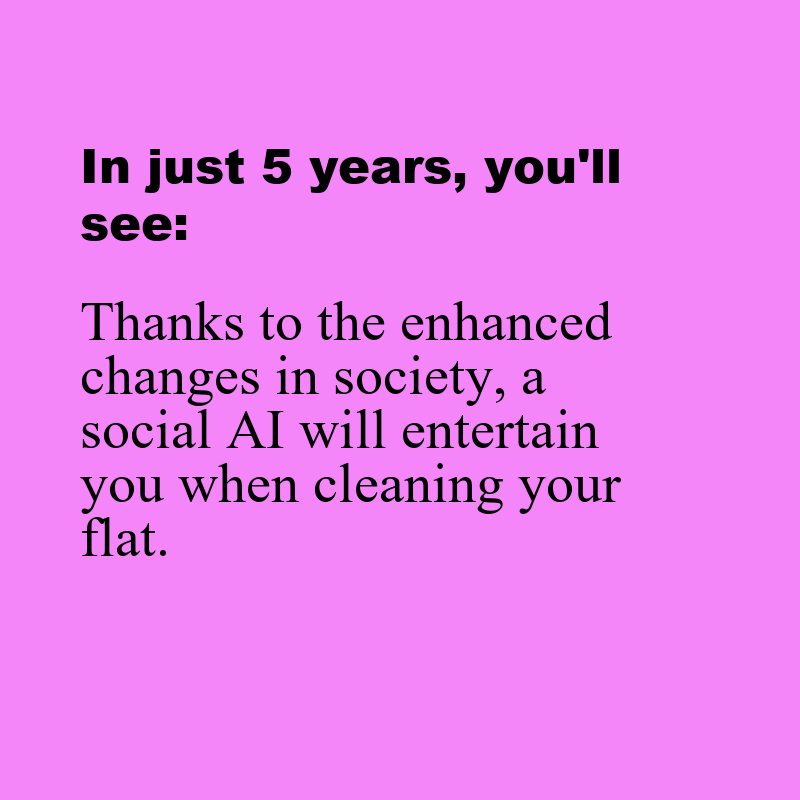 In just 5 years, you'll
see:
Thanks to the enhanced
changes in society, a
social AI will entertain
you when cleaning your
flat.